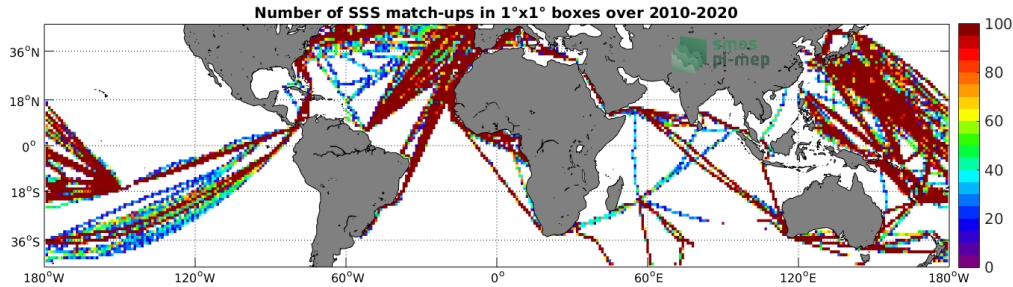 Number of SSS match-ups in 1°x1° boxes over 2010-2020
36°N
18°N
0°
18°S
36°S
180°W
120°W
60°W
0°
60°E
120°E
180°W
100
80
60
40
20
0
smos
pi-mep